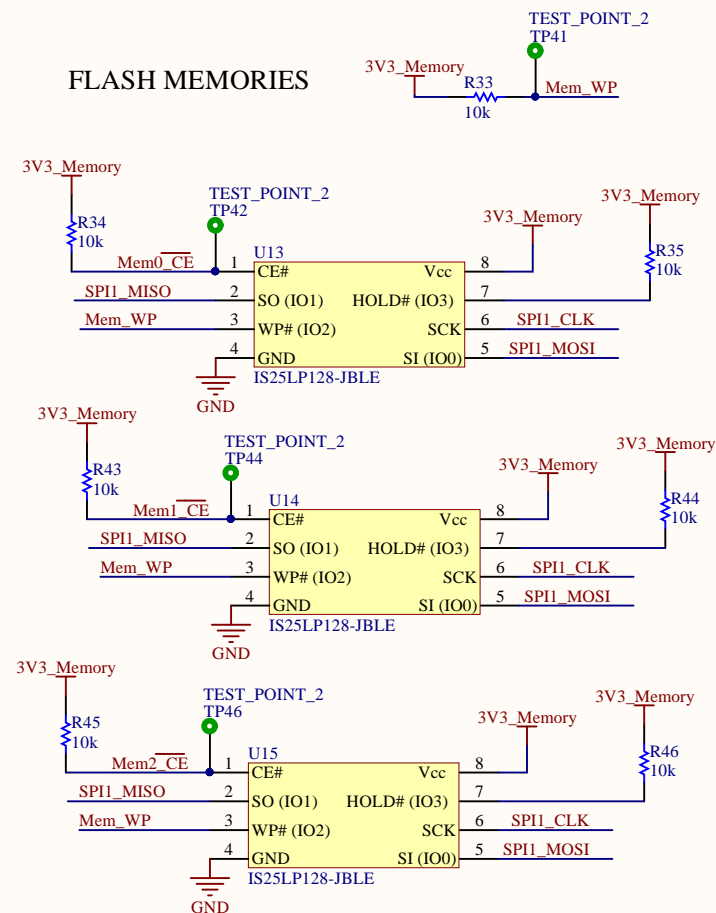 TEST_POINT_2
TP41
FLASH MEMORIES
3V3_Memory
R33
10k
Mem_WP
3V3_Memory
R34
10k
TEST_POINT_2
TP42
3V3_Memory
3V3_Memory
R35
10k
U13
Mem0_CE 1 CE# Vcc 8
SPI1_MISO 2 SO (IO1) HOLD# (IO3) 7
Mem_WP 3 WP# (IO2) SCK 6 SPI1_CLK
4 GND SI (IO0) 5 SPI1_MOSI
IS25LP128-JBLE
GND
3V3_Memory
R43
10k
TEST_POINT_2
TP44
3V3_Memory
3V3_Memory
R44
10k
U14
Mem1_CE 1 CE# Vcc 8
SPI1_MISO 2 SO (IO1) HOLD# (IO3) 7
Mem_WP 3 WP# (IO2) SCK 6 SPI1_CLK
4 GND SI (IO0) 5 SPI1_MOSI
IS25LP128-JBLE
GND
3V3_Memory
R45
10k
TEST_POINT_2
TP46
3V3_Memory
3V3_Memory
R46
10k
U15
Mem2_CE 1 CE# Vcc 8
SPI1_MISO 2 SO (IO1) HOLD# (IO3) 7
Mem_WP 3 WP# (IO2) SCK 6 SPI1_CLK
4 GND SI (IO0) 5 SPI1_MOSI
IS25LP128-JBLE
GND